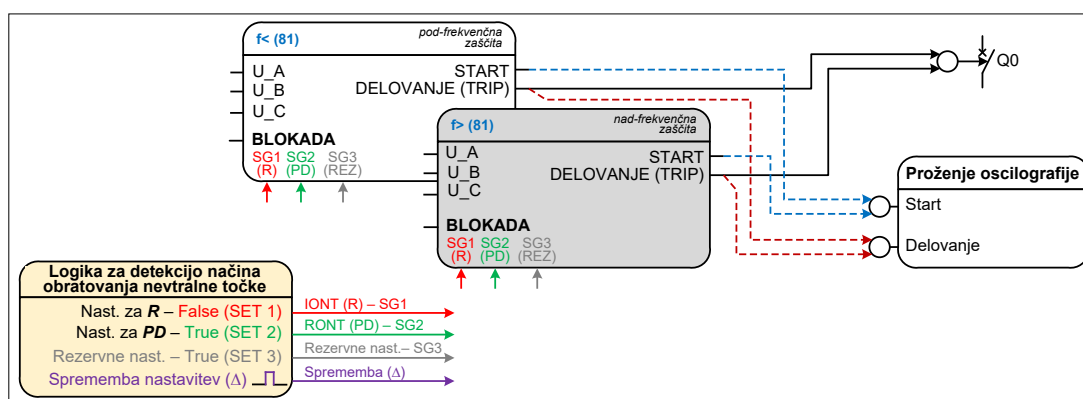 f< (81)
pod-frekvenčna
zaščita
U_A
U_B
U_C
START
DELOVANJE (TRIP)
BLOKADA
SG1 SG2 SG3
(R) (PD) (REZ)
f> (81)
nad-frekvenčna
zaščita
U_A
U_B
U_C
START
DELOVANJE (TRIP)
BLOKADA
SG1 SG2 SG3
(R) (PD) (REZ)
Q0
Proženje oscilografije
Start
Delovanje
Logika za detekcijo načina
obratovanja nevtralne točke
Nast. za R – False (SET 1)
Nast. za PD – True (SET 2)
Rezervne nast. – True (SET 3)
Sprememba nastavitev (Δ)
IONT (R) – SG1
RONT (PD) – SG2
Rezervne nast.– SG3
Sprememba (Δ)